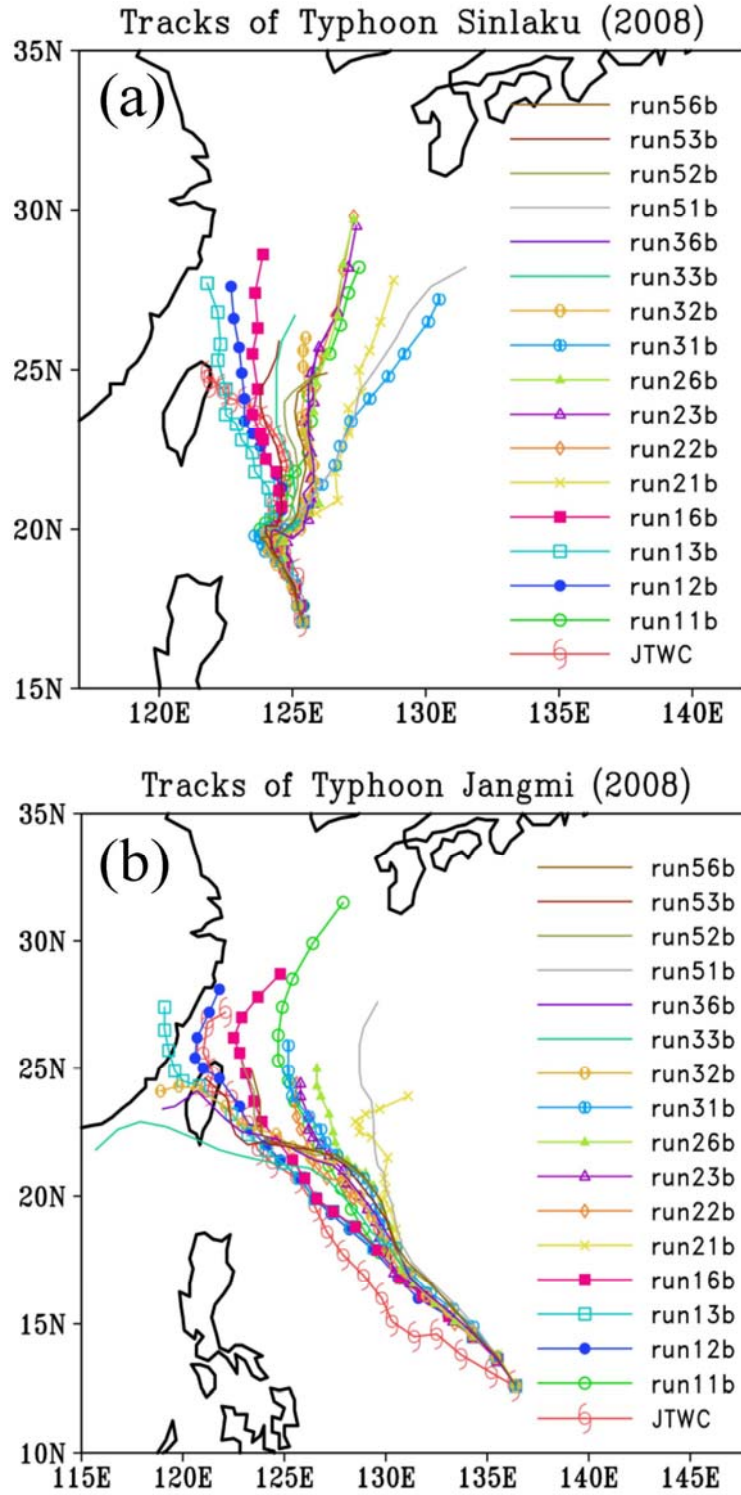 Tracks of Typhoon Sinlaku (2008)
35N
(a)
run56b
run53b
run52b
30N
run51b
run36b
run33b
run32b
run31b
25N
run26b
run23b
run22b
run21b
20N
run16b
run13b
run12b
run11b
JTWC
15N
120E 125E 130E 135E 140E
Tracks of Typhoon Jangmi (2008)
35N
(b)
run56b
run53b
run52b
30N
run51b
run36b
run33b
25N
run32b
run31b
run26b
20N
run23b
run22b
run21b
run16b
15N
run13b
run12b
run11b
JTWC
10N
115E 120E 125E 130E 135E 140E 145E